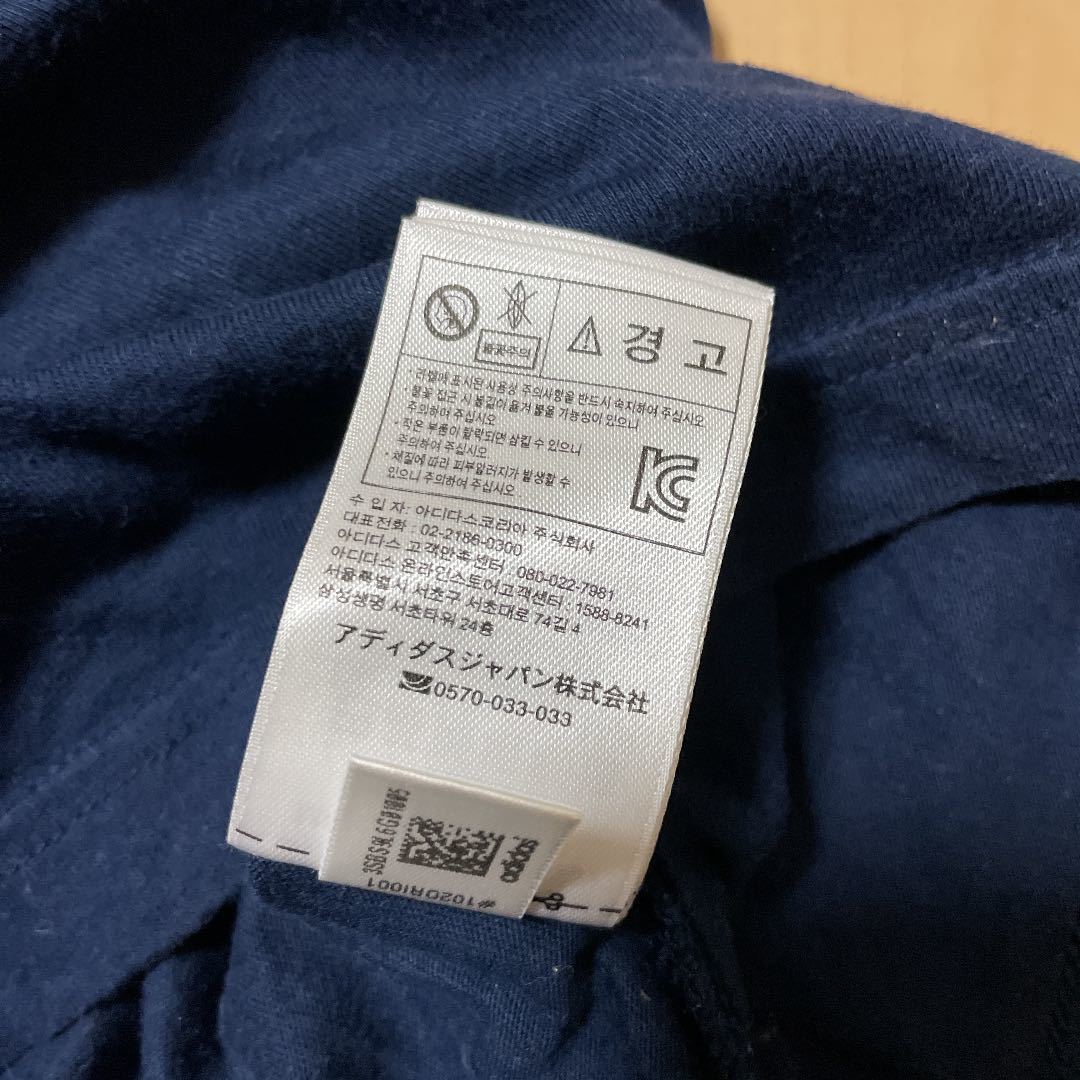 불꽃주의
⚠ 경 고
· 라벨에 표시된 사용상 주의사항을 반드시 숙지하여 주십시오
· 불꽃 접근 시 불길이 옮겨 붙을 가능성이 있으니
주의하여 주십시오
· 작은 부품이 탈락되면 삼킬 수 있으니
주의하여 주십시오
· 체질에 따라 피부알러지가 발생할 수
있으니 주의하여 주십시오
KC
수 입 자: 아디다스코리아 주식회사
대표전화 : 02-2186-0300
아디다스 고객만족센터 : 080-022-7981
아디다스 온라인스토어고객센터 : 1588-8241
서울특별시 서초구 서초대로 74길 4
삼성생명 서초타워 24층
アディダスジャパン株式会社
0570-033-033
adidas
#102DRI001